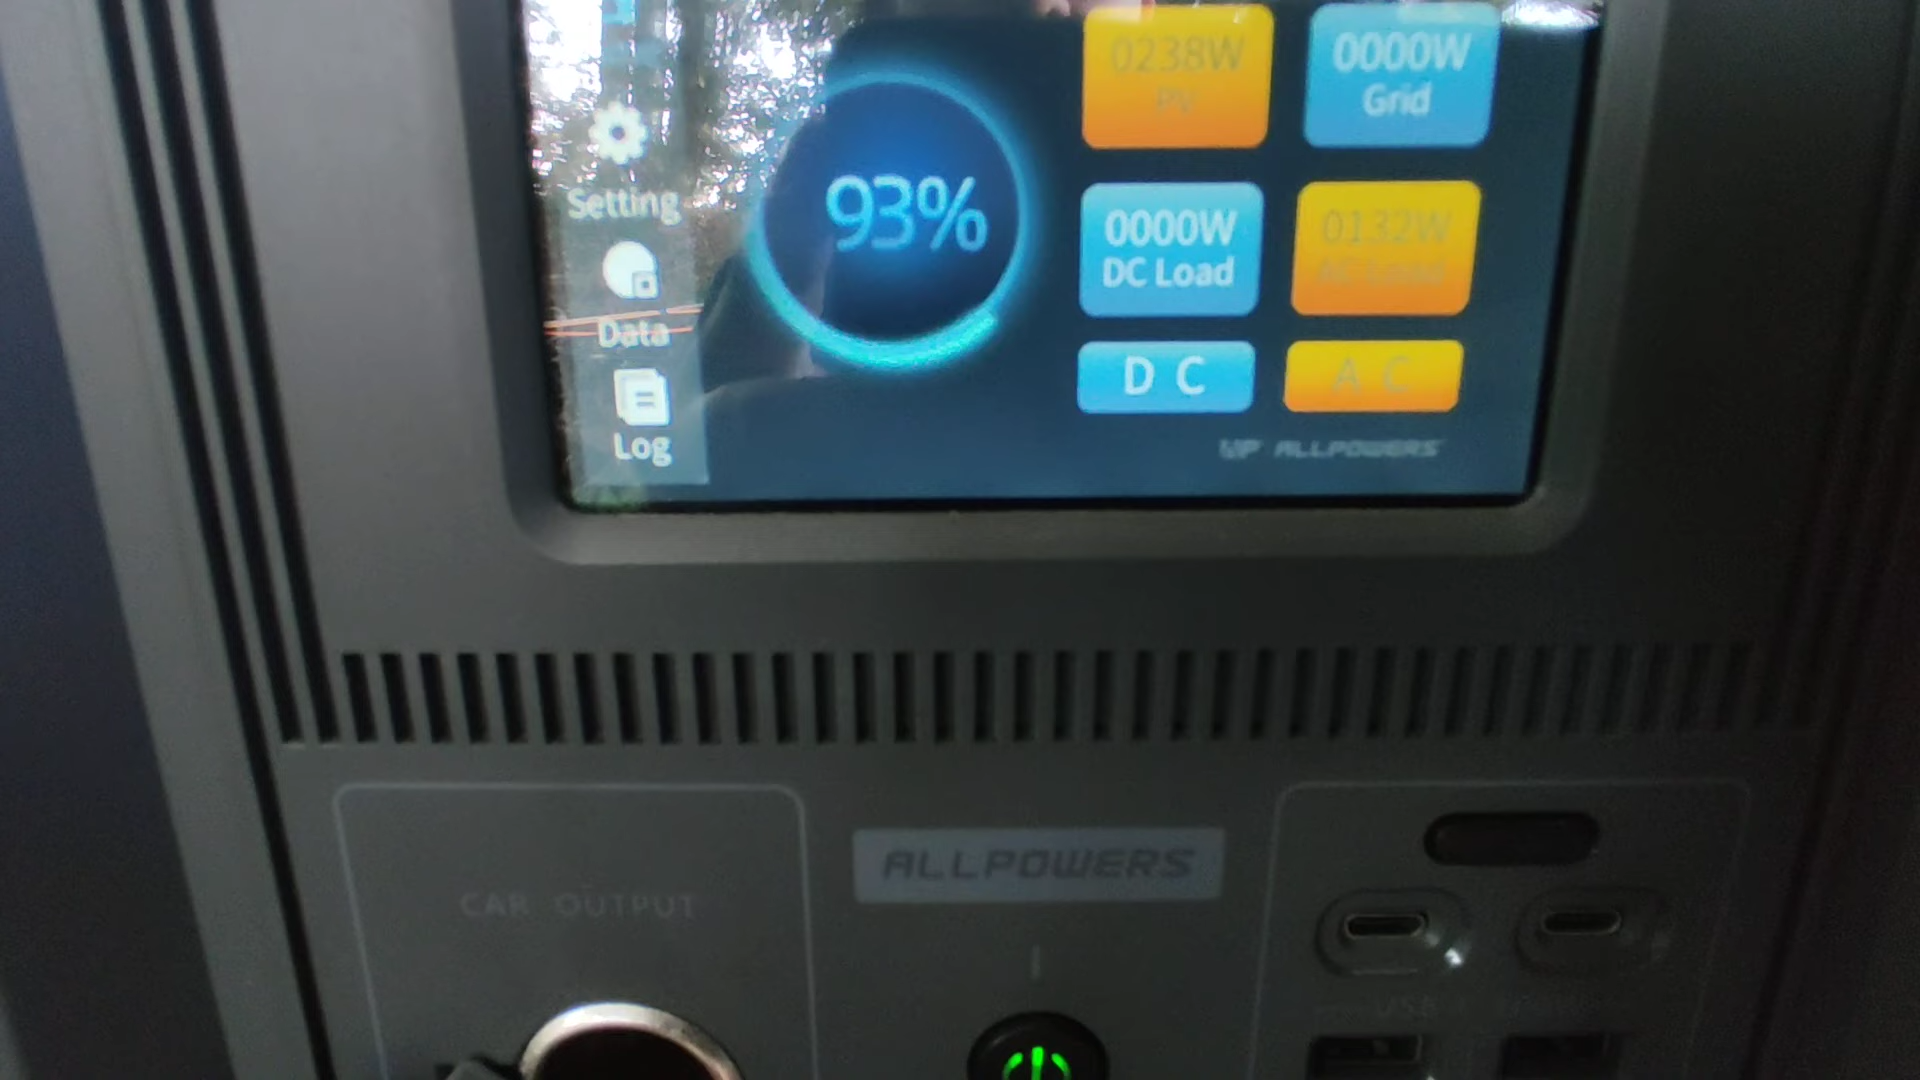 0238W
PV
0000W
Grid
Setting
93%
0000W
DC Load
0132W
AC Load
Data
D C
A C
Log
ALLPOWERS
ALLPOWERS
CAR OUTPUT